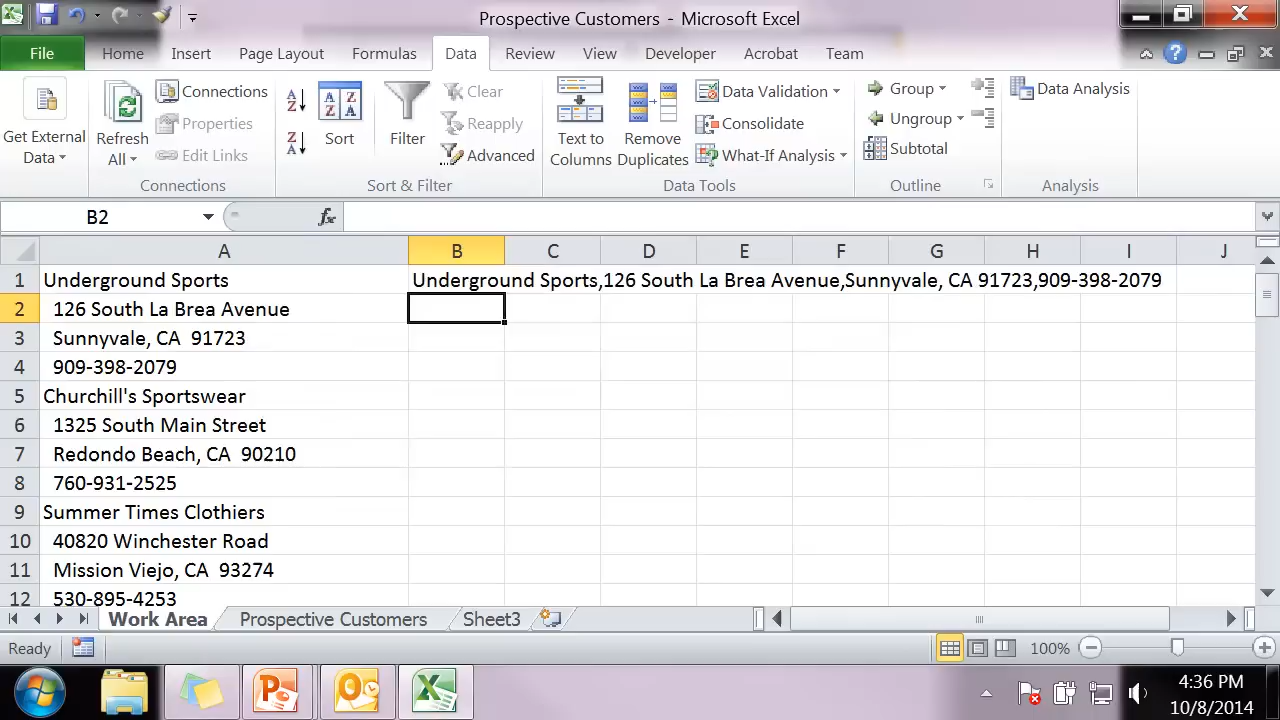 Prospective Customers - Microsoft Excel
File Home Insert Page Layout Formulas Data Review View Developer Acrobat Team
Get External Data
Refresh All
Connections
Properties
Edit Links
Connections
A Z
Z A
Sort
Filter
Clear
Reapply
Advanced
Sort & Filter
Text to Columns
Remove Duplicates
Data Validation
Consolidate
What-If Analysis
Data Tools
Group
Ungroup
Subtotal
Outline
Data Analysis
Analysis
B2 fx
A B C D E F G H I J
1 Underground Sports Underground Sports,126 South La Brea Avenue,Sunnyvale, CA 91723,909-398-2079
2 126 South La Brea Avenue
3 Sunnyvale, CA  91723
4 909-398-2079
5 Churchill's Sportswear
6 1325 South Main Street
7 Redondo Beach, CA  90210
8 760-931-2525
9 Summer Times Clothiers
10 40820 Winchester Road
11 Mission Viejo, CA  93274
12 530-895-4253
Work Area Prospective Customers Sheet3
Ready 100%
4:36 PM
10/8/2014